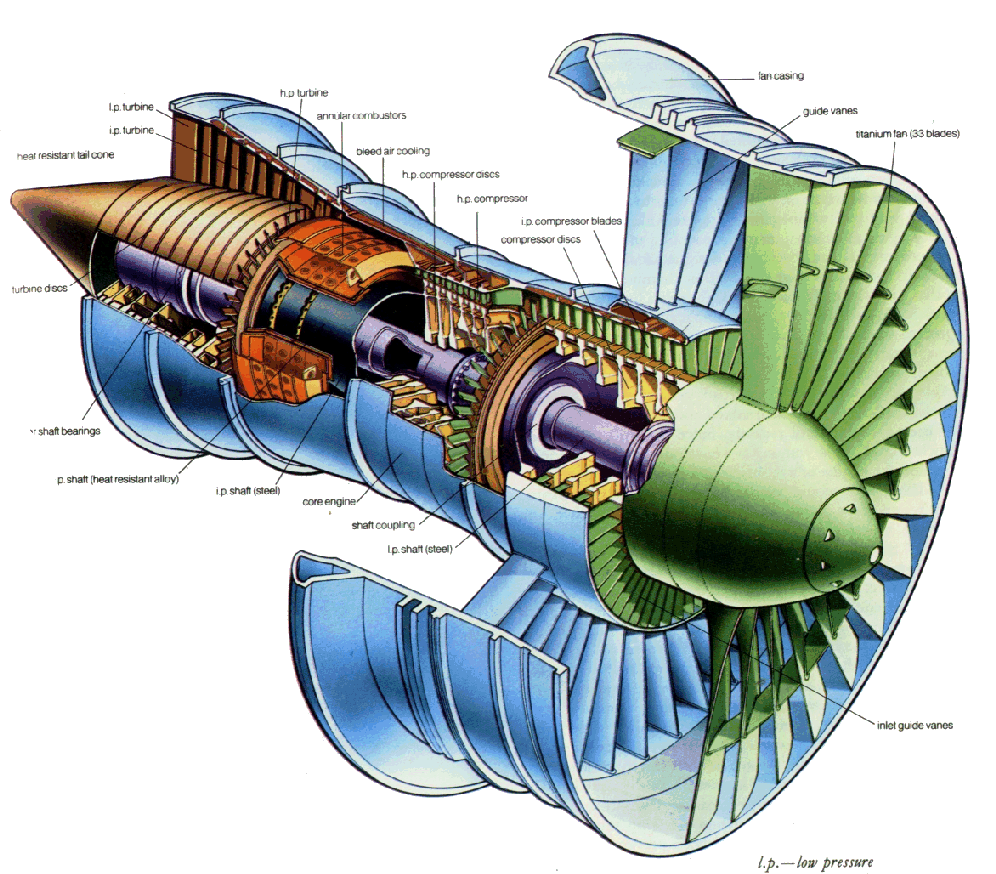 fan casing
h.p turbine
l.p. turbine
guide vanes
annular combustors
i.p. turbine
titanium fan (33 blades)
bleed air cooling
heat resistant tail cone
h.p. compressor discs
h.p. compressor
i.p. compressor blades
compressor discs
turbine discs
shaft bearings
p. shaft (heat resistant alloy)
i.p. shaft (steel)
core engine
shaft coupling
l.p. shaft (steel)
inlet guide vanes
l.p.—low pressure